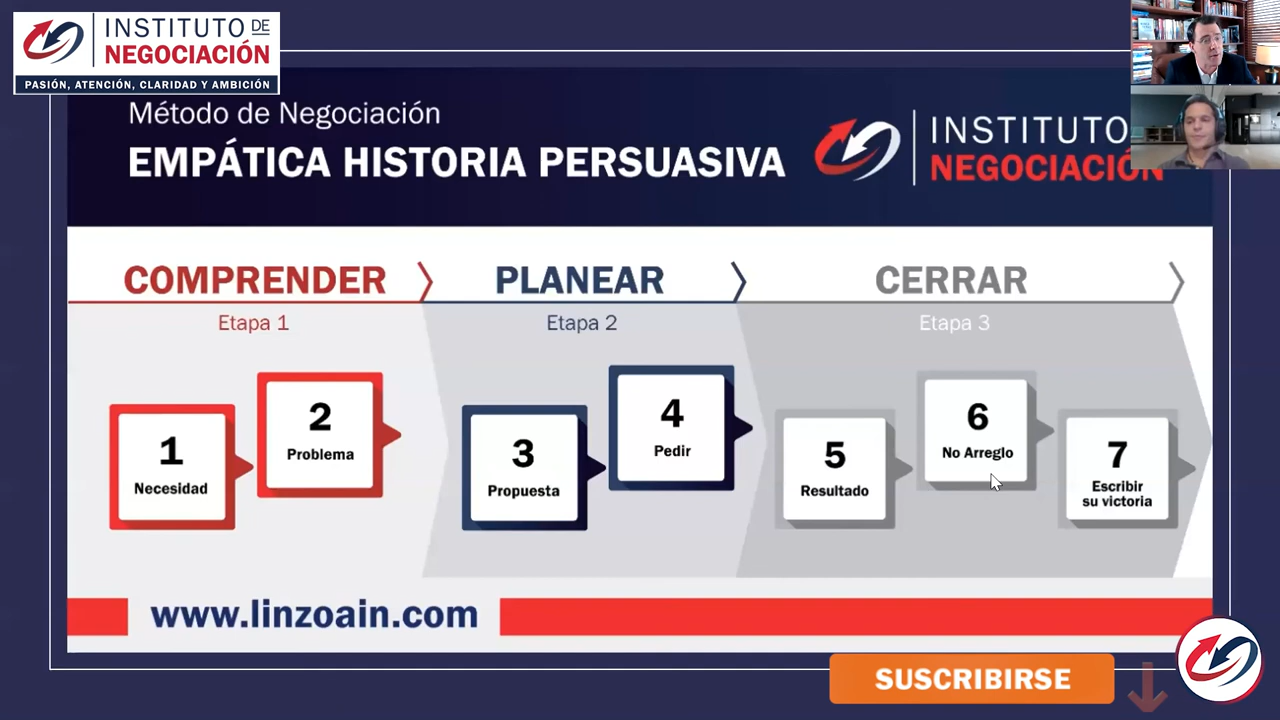 INSTITUTO DE
NEGOCIACIÓN
PASIÓN, ATENCIÓN, CLARIDAD Y AMBICIÓN
Método de Negociación
EMPÁTICA HISTORIA PERSUASIVA
INSTITUTO
NEGOCIACIÓN
COMPRENDER
PLANEAR
CERRAR
Etapa 1
Etapa 2
Etapa 3
1
Necesidad
2
Problema
3
Propuesta
4
Pedir
5
Resultado
6
No Arreglo
7
Escribir
su victoria
www.linzoain.com
SUSCRIBIRSE